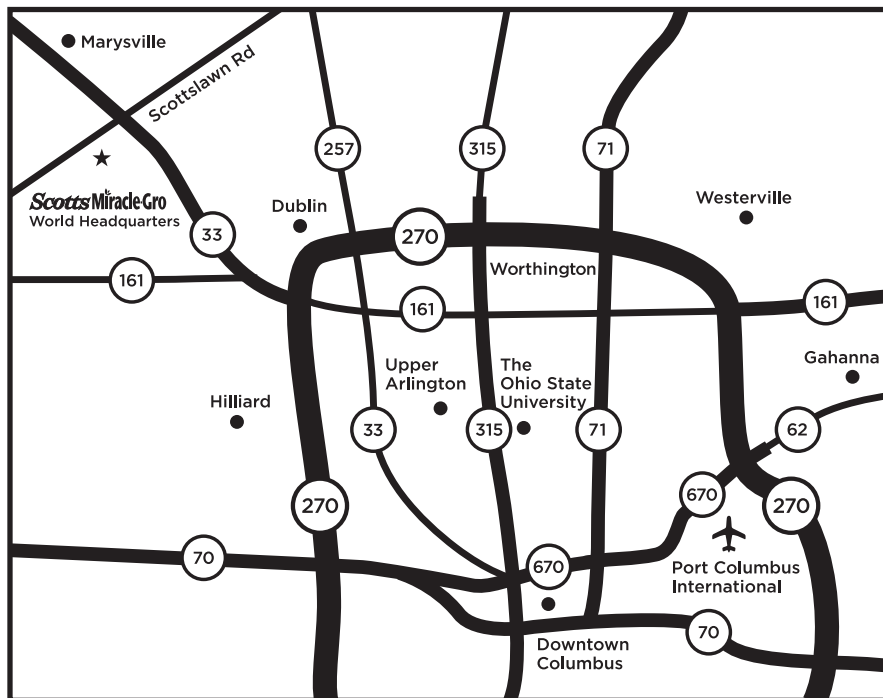 Marysville
Scottslawn Rd
257
315
71
Scotts Miracle-Gro
World Headquarters
Dublin
Westerville
33
270
161
Worthington
161
161
Upper
Arlington
The
Ohio State
University
Gahanna
Hilliard
33
315
71
62
270
670
270
70
670
Port Columbus
International
Downtown
Columbus
70